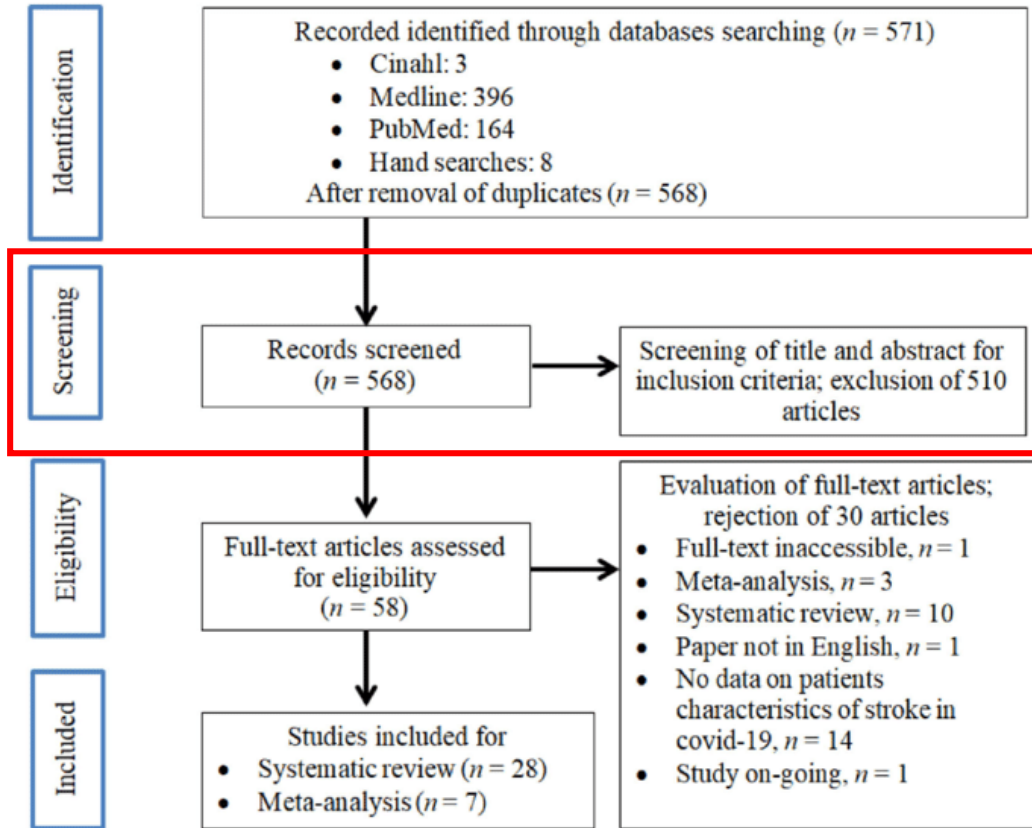 Identification
Recorded identified through databases searching (n = 571)
• Cinahl: 3
• Medline: 396
• PubMed: 164
• Hand searches: 8
After removal of duplicates (n = 568)
Screening
Records screened
(n = 568)
Screening of title and abstract for
inclusion criteria; exclusion of 510
articles
Eligibility
Full-text articles assessed
for eligibility
(n = 58)
Evaluation of full-text articles;
rejection of 30 articles
• Full-text inaccessible, n = 1
• Meta-analysis, n = 3
• Systematic review, n = 10
• Paper not in English, n = 1
• No data on patients
characteristics of stroke in
covid-19, n = 14
• Study on-going, n = 1
Included
Studies included for
• Systematic review (n = 28)
• Meta-analysis (n = 7)